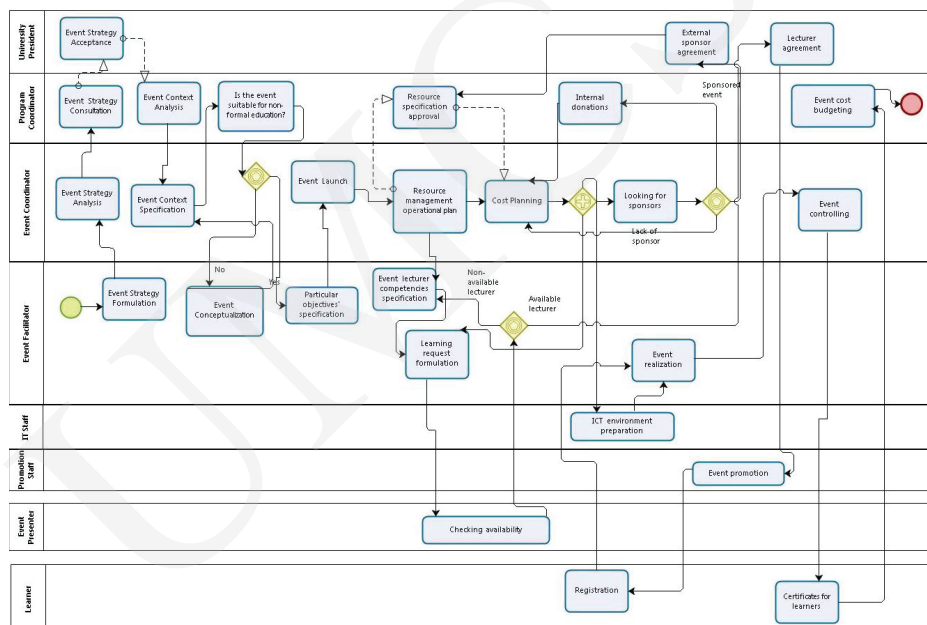 University
President
Event Strategy
Acceptance
External
sponsor
agreement
Lecturer
agreement
Program
Coordinator
Event Strategy
Consutation
Event Context
Analysis
Is the event
suitable for non-
formal education?
Resource
specification
approval
Internal
donations
Sponsored
event
Event cost
budgeting
Event Coordinator
Event Strategy
Analysis
Event Context
Specification
Event Launch
Resource
management
operational plan
Cost Planning
Looking for
sponsors
Lack of
sponsor
Event
controlling
Event Facilitator
Event Strategy
Formulation
No
Event
Conceptualization
Yes
Particular
objectives"
specification
Event lecturer
competencies
specification
Non-
available
lecturer
Available
lecturer
Learning
request
formulation
Event
realization
IT Staff
ICT environment
preparation
Promotion
Staff
Event promotion
Event
Presenter
Checking availability
Learner
Registration
Certificates for
learners
UMCS